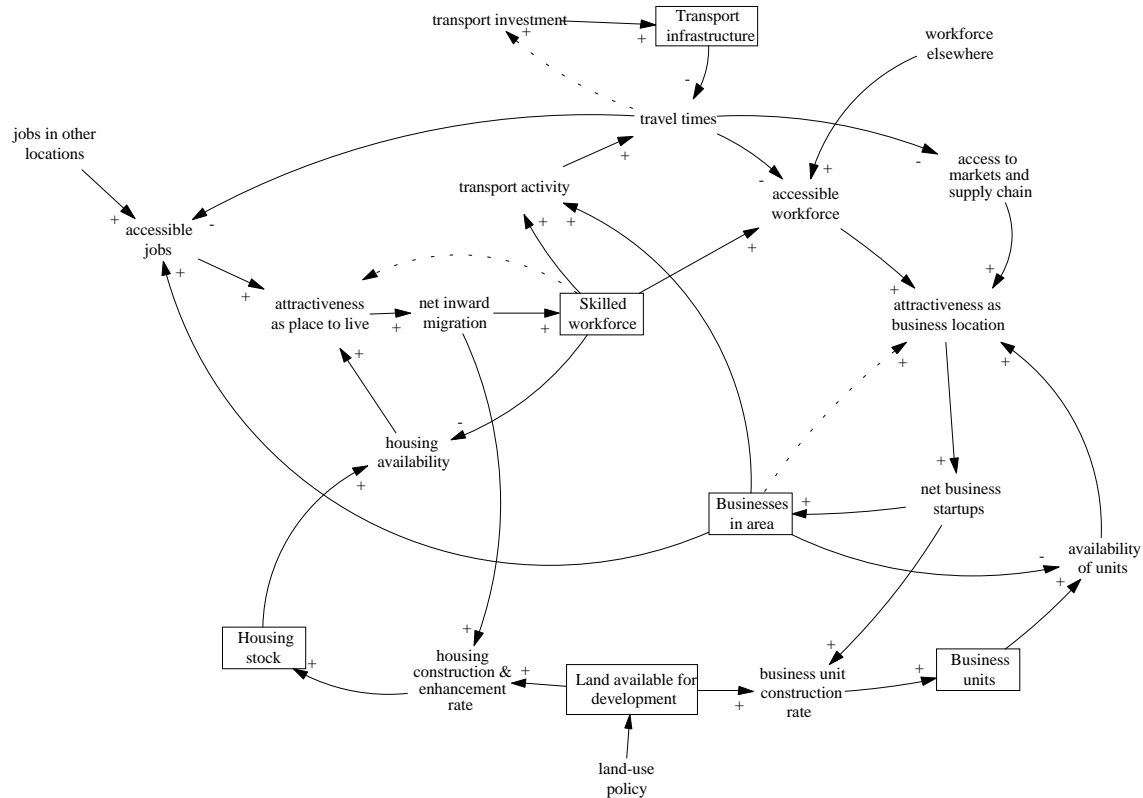 transport investment
Transport
infrastructure
workforce
elsewhere
+
+
-
jobs in other
locations
travel times
+
-
-
+
access to
markets and
supply chain
transport activity
accessible
workforce
+
accessible
jobs
-
+
+
+
+
+
+
attractiveness
as place to live
net inward
migration
Skilled
workforce
+
attractiveness as
business location
+
+
+
+
+
-
housing
availability
+
+
net business
startups
Businesses
in area
+
-
availability
of units
+
Housing
stock
+
+
housing
construction &
enhancement
rate
+
Land available for
development
+
+
business unit
construction
rate
+
Business
units
land-use
policy